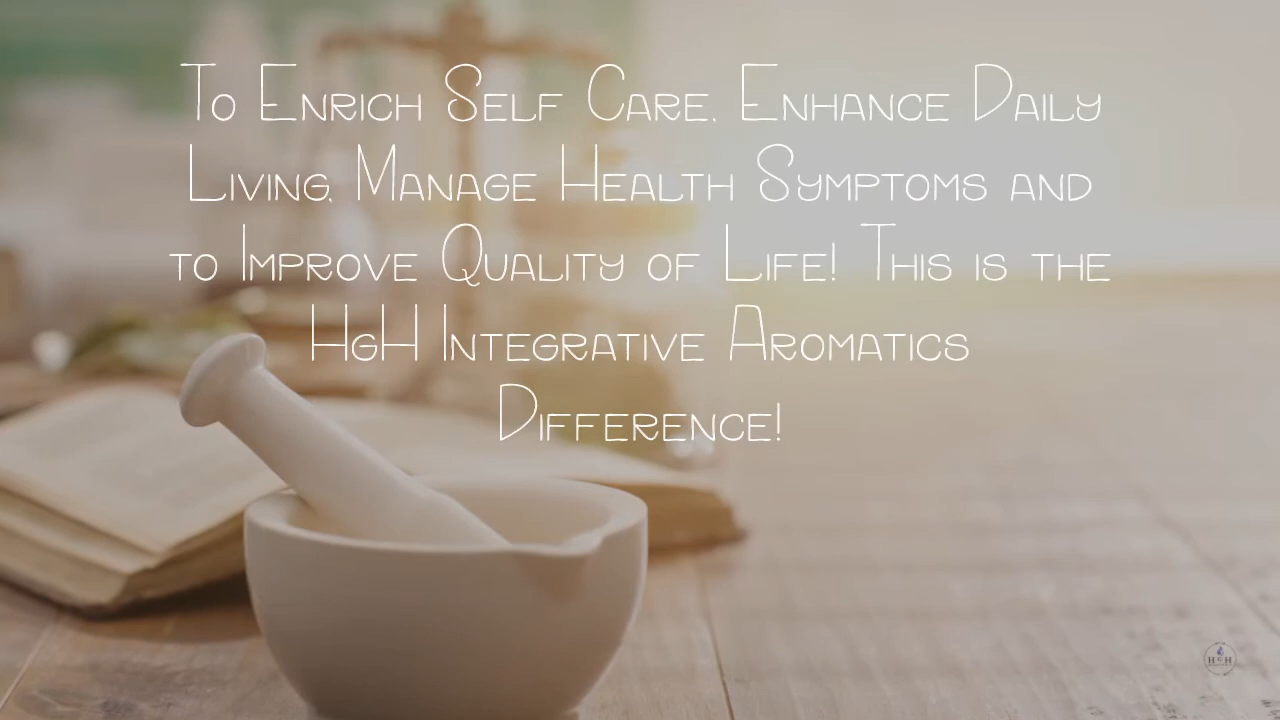 To Enrich Self Care, Enhance Daily
Living, Manage Health Symptoms and
to Improve Quality of Life! This is the
HgH Integrative Aromatics
Difference!
H H